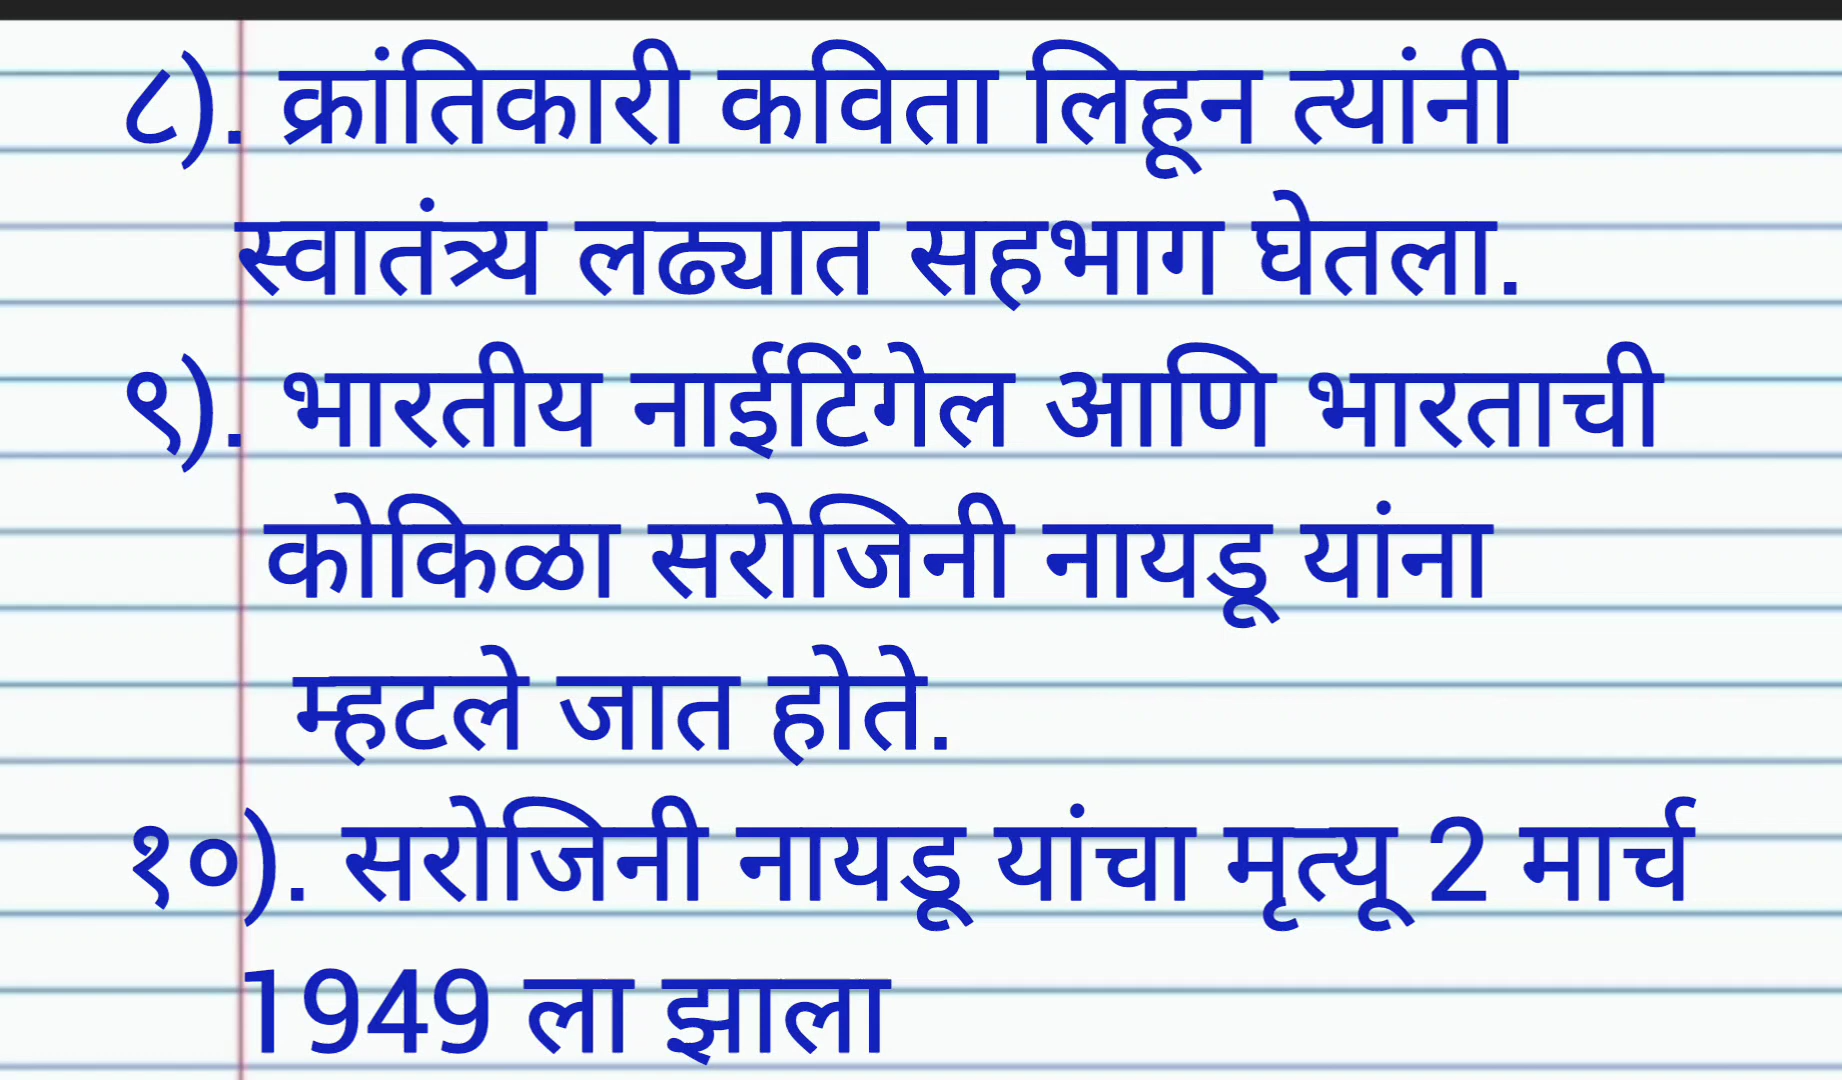 ८). क्रांतिकारी कविता लिहून त्यांनी
स्वातंत्र्य लढ्यात सहभाग घेतला.
९). भारतीय नाईटिंगेल आणि भारताची
कोकिळा सरोजिनी नायडू यांना
म्हटले जात होते.
१०). सरोजिनी नायडू यांचा मृत्यू 2 मार्च
1949 ला झाला